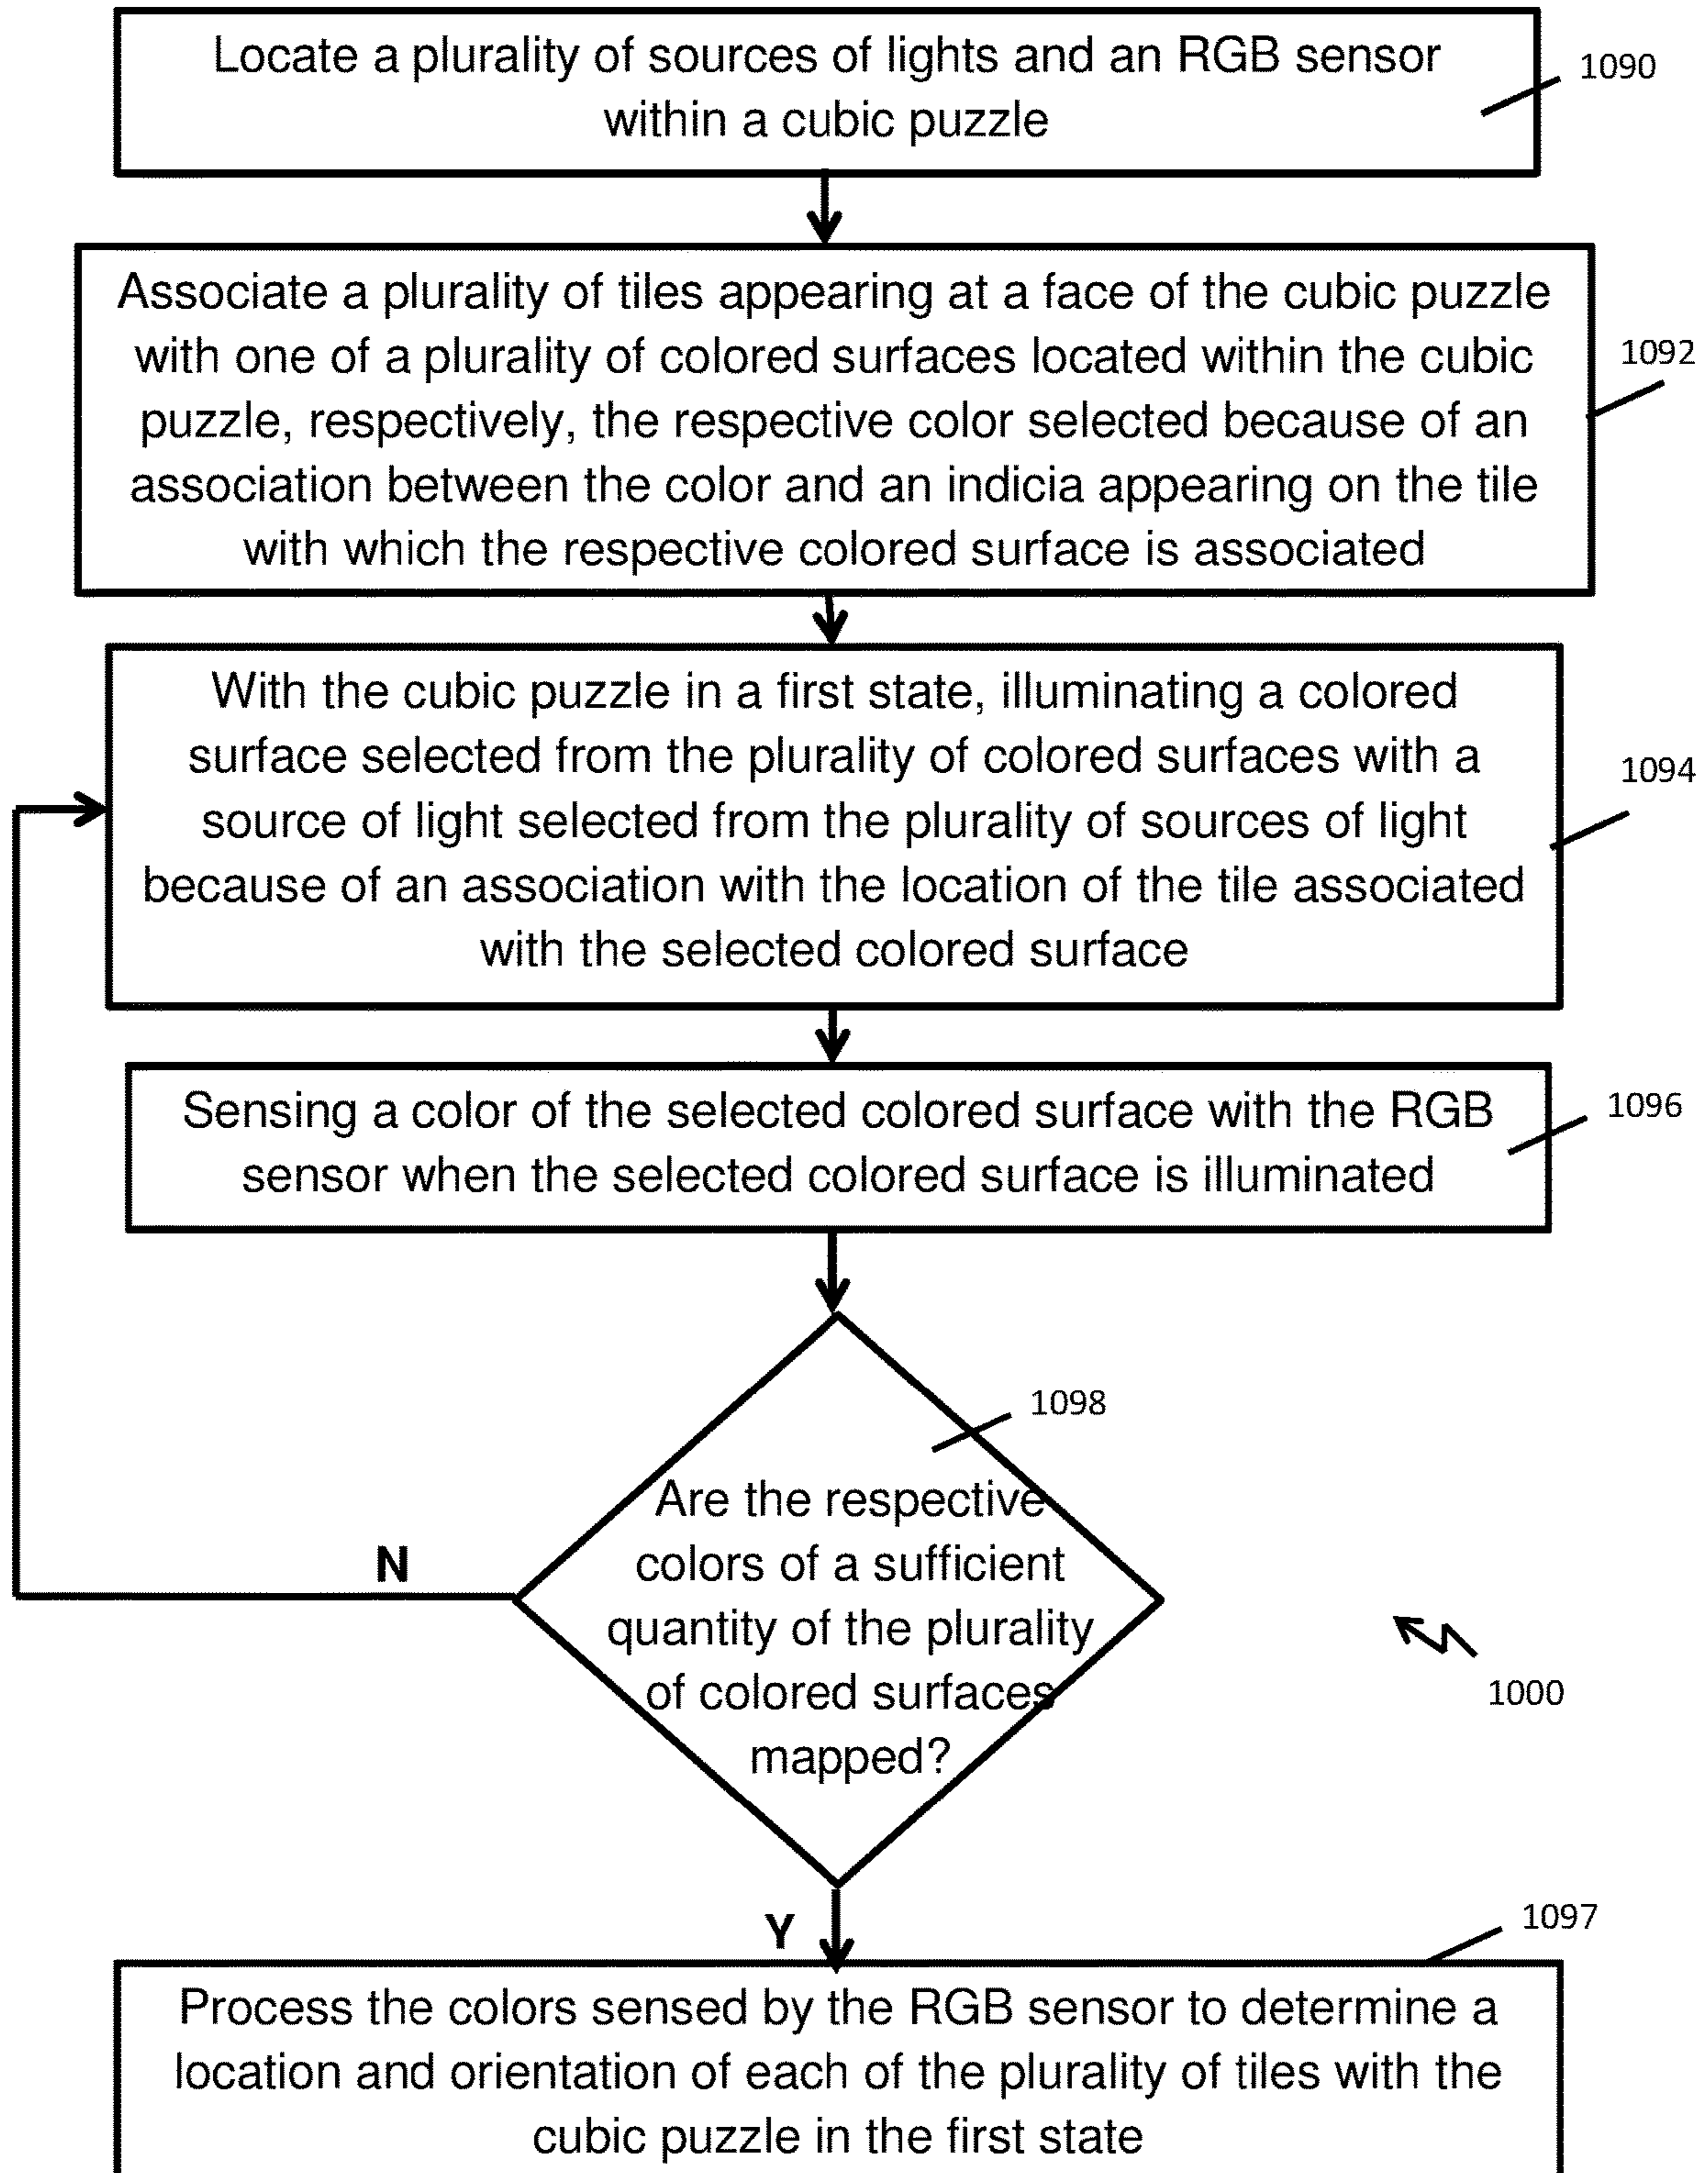 Locate a plurality of sources of lights and an RGB sensor
within a cubic puzzle
1090
Associate a plurality of tiles appearing at a face of the cubic puzzle
with one of a plurality of colored surfaces located within the cubic
puzzle, respectively, the respective color selected because of an
association between the color and an indicia appearing on the tile
with which the respective colored surface is associated
1092
With the cubic puzzle in a first state, illuminating a colored
surface selected from the plurality of colored surfaces with a
source of light selected from the plurality of sources of light
because of an association with the location of the tile associated
with the selected colored surface
1094
Sensing a color of the selected colored surface with the RGB
sensor when the selected colored surface is illuminated
1096
1098
Are the respective
colors of a sufficient
quantity of the plurality
of colored surfaces
mapped?
N
1000
Y
1097
Process the colors sensed by the RGB sensor to determine a
location and orientation of each of the plurality of tiles with the
cubic puzzle in the first state